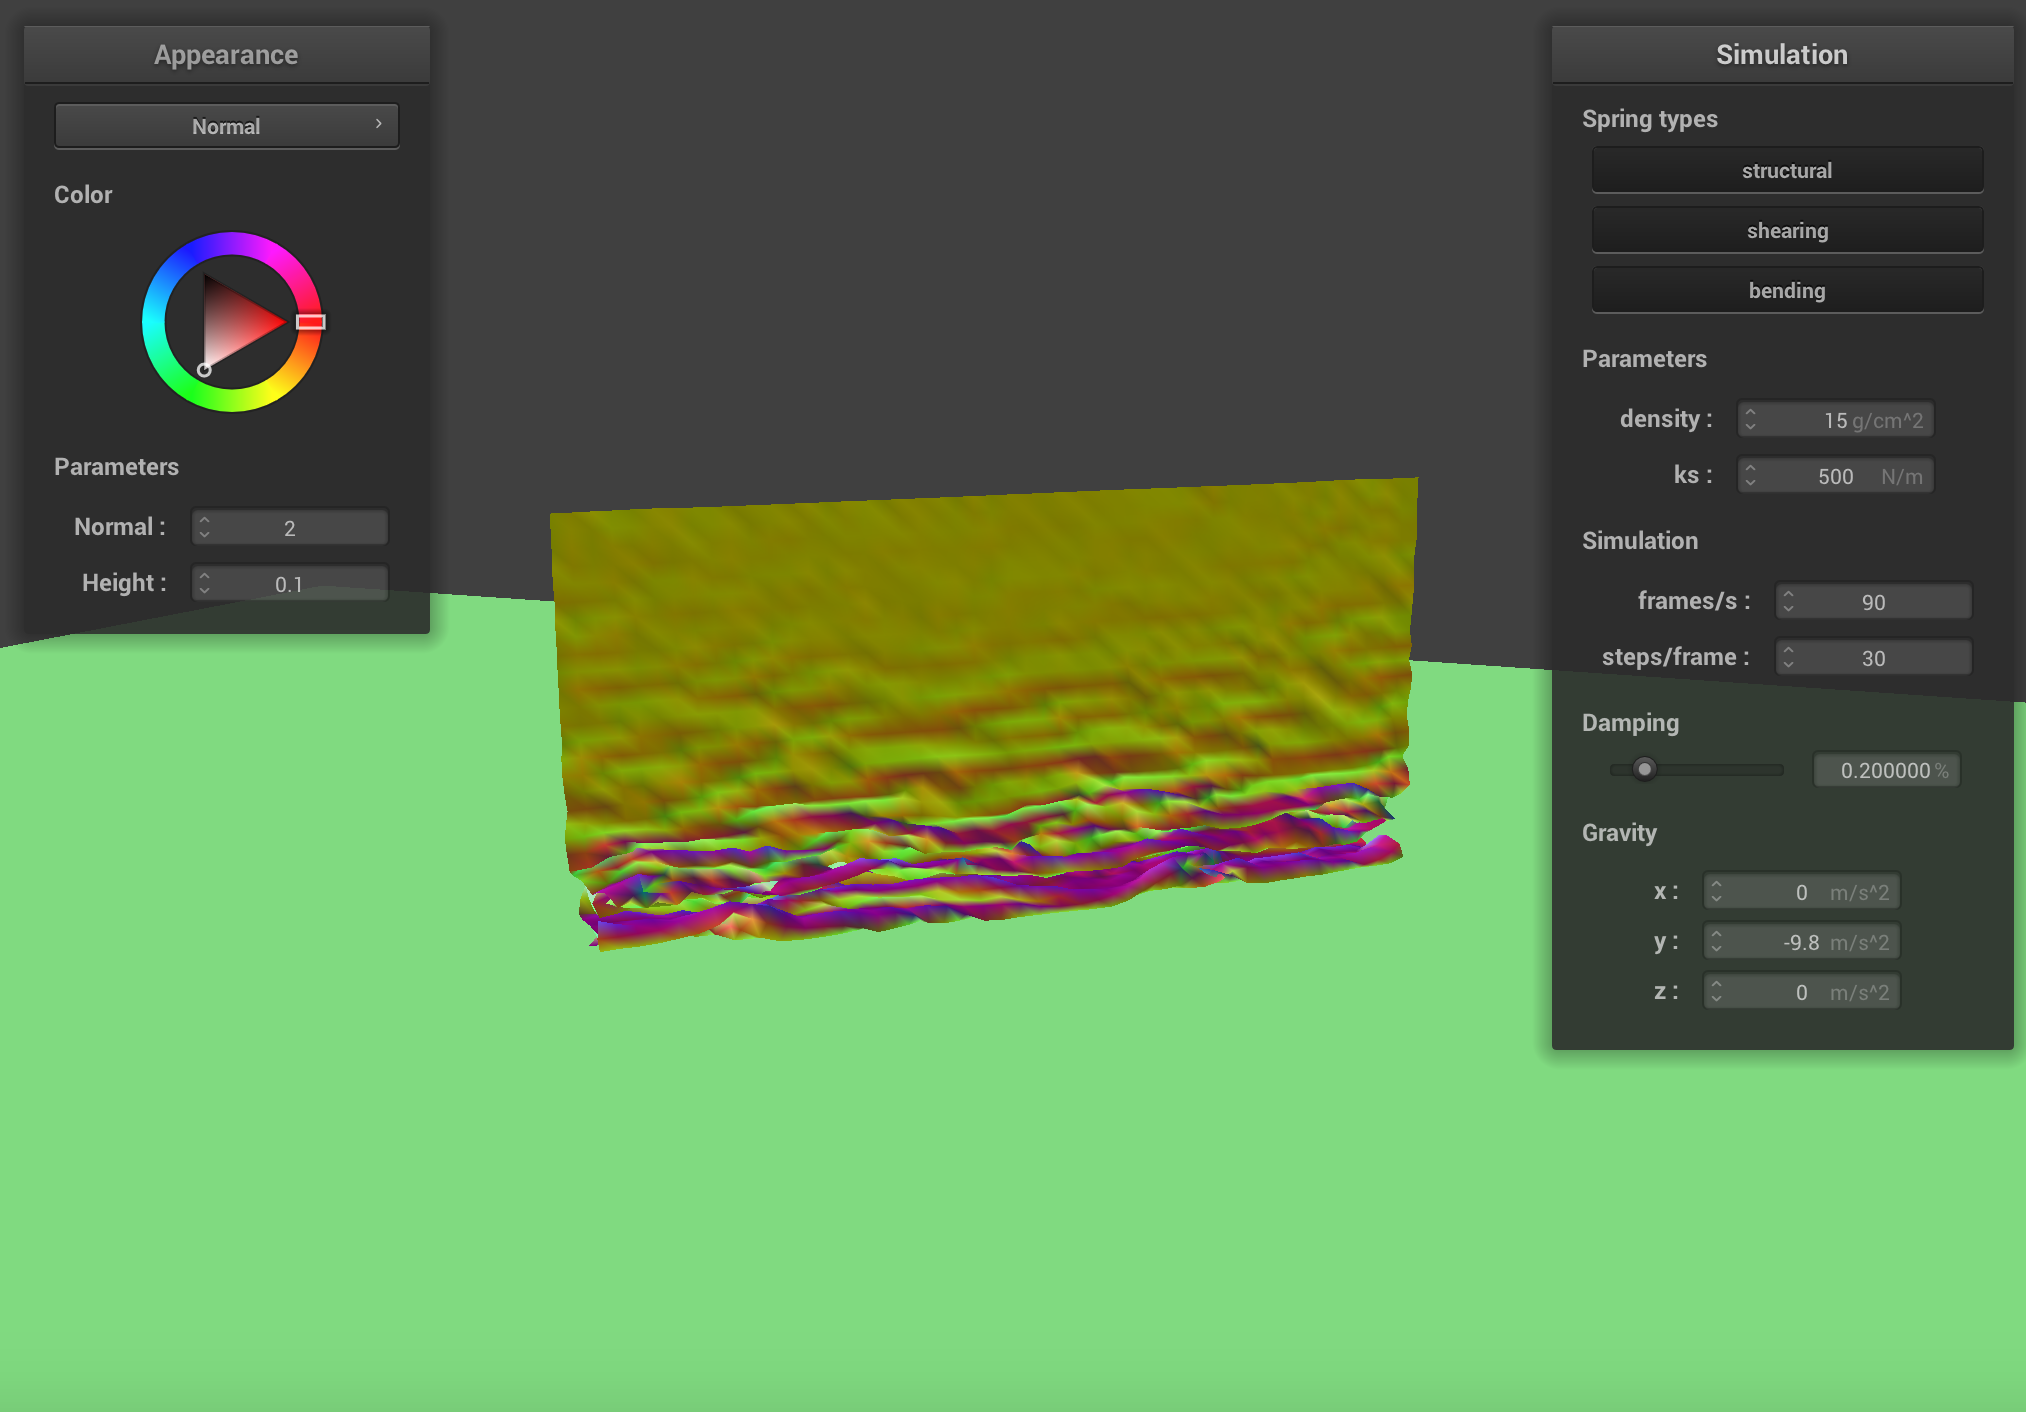 Appearance
Normal
Color
Parameters
Normal : 2
Height : 0.1
Simulation
Spring types
structural
shearing
bending
Parameters
density : 15 g/cm^2
ks : 500 N/m
Simulation
frames/s : 90
steps/frame : 30
Damping
0.200000 %
Gravity
x : 0 m/s^2
y : -9.8 m/s^2
z : 0 m/s^2